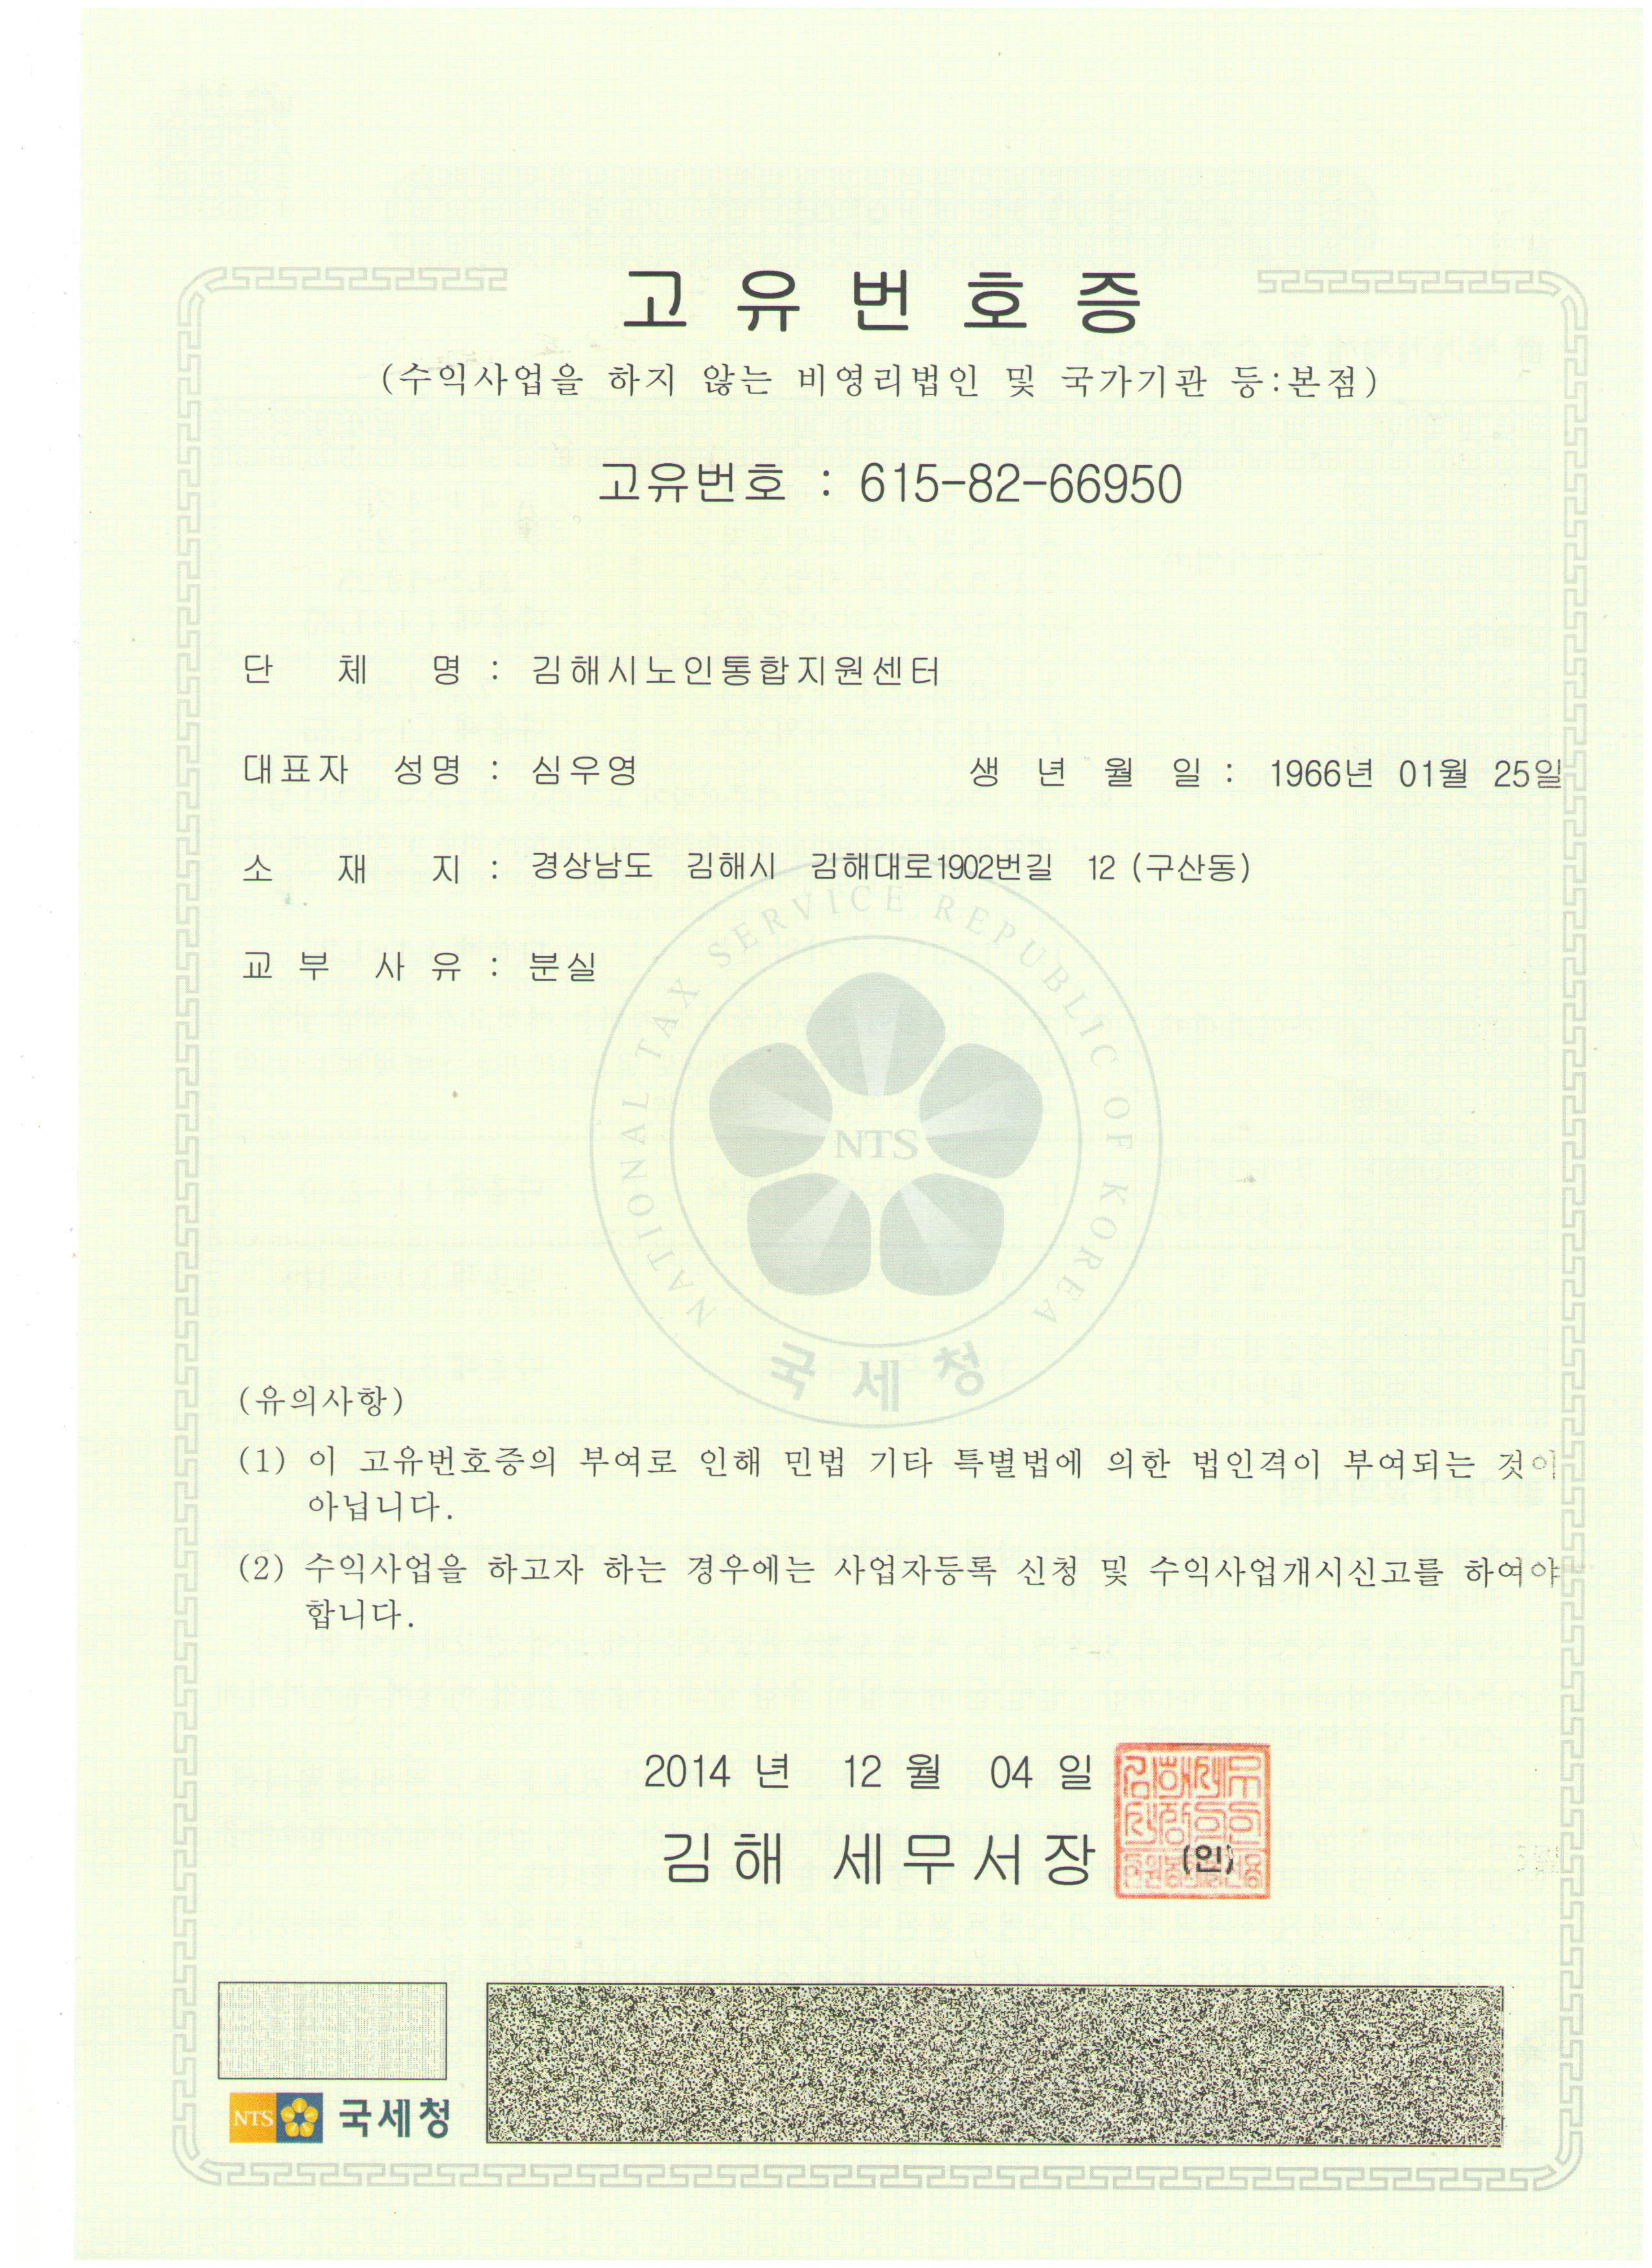 고 유 번 호 증
(수익사업을 하지 않는 비영리법인 및 국가기관 등:본점)
고유번호 : 615-82-66950
단 체 명 : 김해시노인통합지원센터
대표자 성명 : 심우영 생 년 월 일 : 1966년 01월 25일
소 재 지 : 경상남도 김해시 김해대로1902번길 12 (구산동)
교 부 사 유 : 분실
NATIONAL TAX SERVICE REPUBLIC OF KOREA
NTS
국세청
(유의사항)
(1) 이 고유번호증의 부여로 인해 민법 기타 특별법에 의한 법인격이 부여되는 것이
아닙니다.
(2) 수익사업을 하고자 하는 경우에는 사업자등록 신청 및 수익사업개시신고를 하여야
합니다.
2014 년 12 월 04 일
김해 세무서장 (인)
NTS 국세청